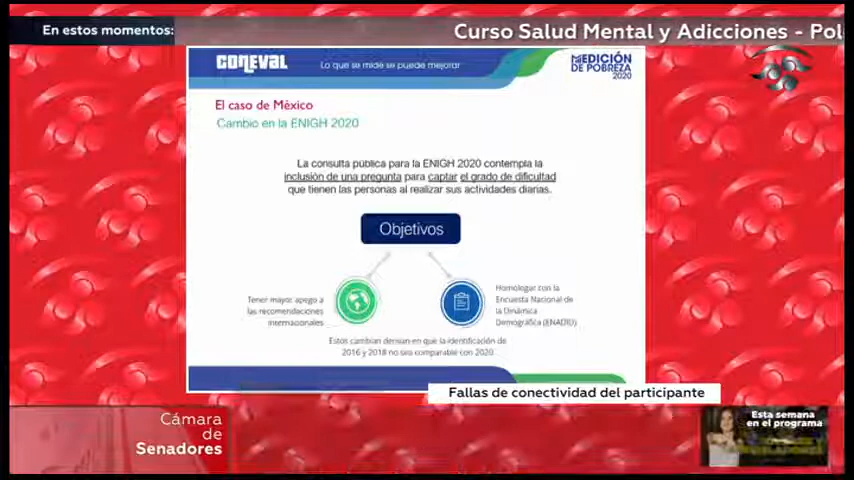 En estos momentos:
Curso Salud Mental y Adicciones - Pol
CONEVAL
Lo que se mide se puede mejorar
MEDICIÓN
DE POBREZA
2020
El caso de México
Cambio en la ENIGH 2020
La consulta pública para la ENIGH 2020 contempla la
inclusión de una pregunta para captar el grado de dificultad
que tienen las personas al realizar sus actividades diarias.
Objetivos
Tener mayor apego a
las recomendaciones
internacionales
Homologar con la
Encuesta Nacional de
la Dinámica
Demográfica (ENADID)
Estos cambian derivan en que la identificación de
2016 y 2018 no sea comparable con 2020
Fallas de conectividad del participante
Cámara
de
Senadores
Esta semana
en el programa